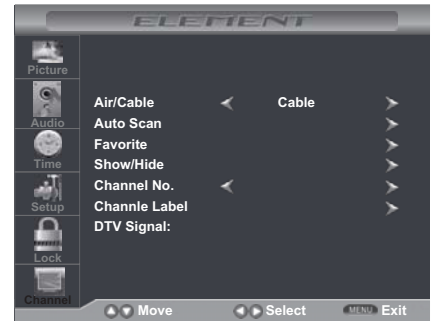 ELEMENT
Picture
Audio
Time
Setup
Lock
Channel
Air/Cable Cable
Auto Scan
Favorite
Show/Hide
Channel No.
Channle Label
DTV Signal:
Move Select MENU Exit